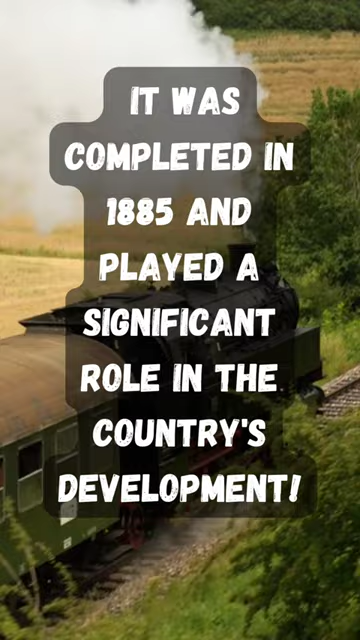 IT WAS
COMPLETED IN
1885 AND
PLAYED A
SIGNIFICANT
ROLE IN THE
COUNTRY'S
DEVELOPMENT!